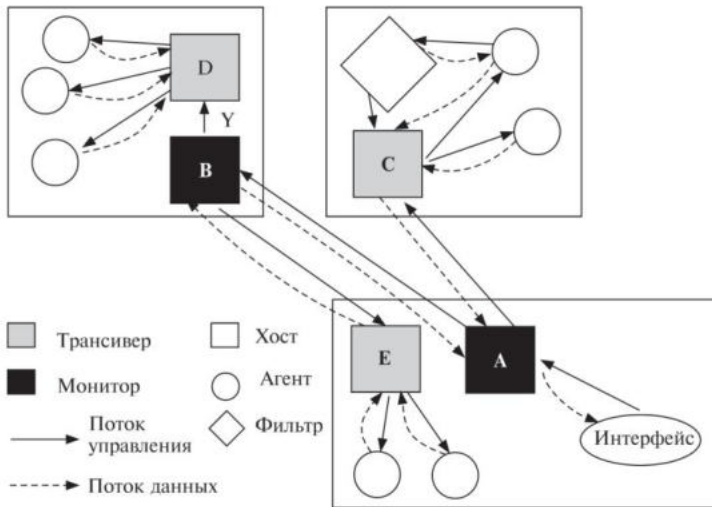 D
Y
B
C
E
A
Интерфейс
Трансивер
Монитор
Поток
управления
Поток данных
Хост
Агент
Фильтр